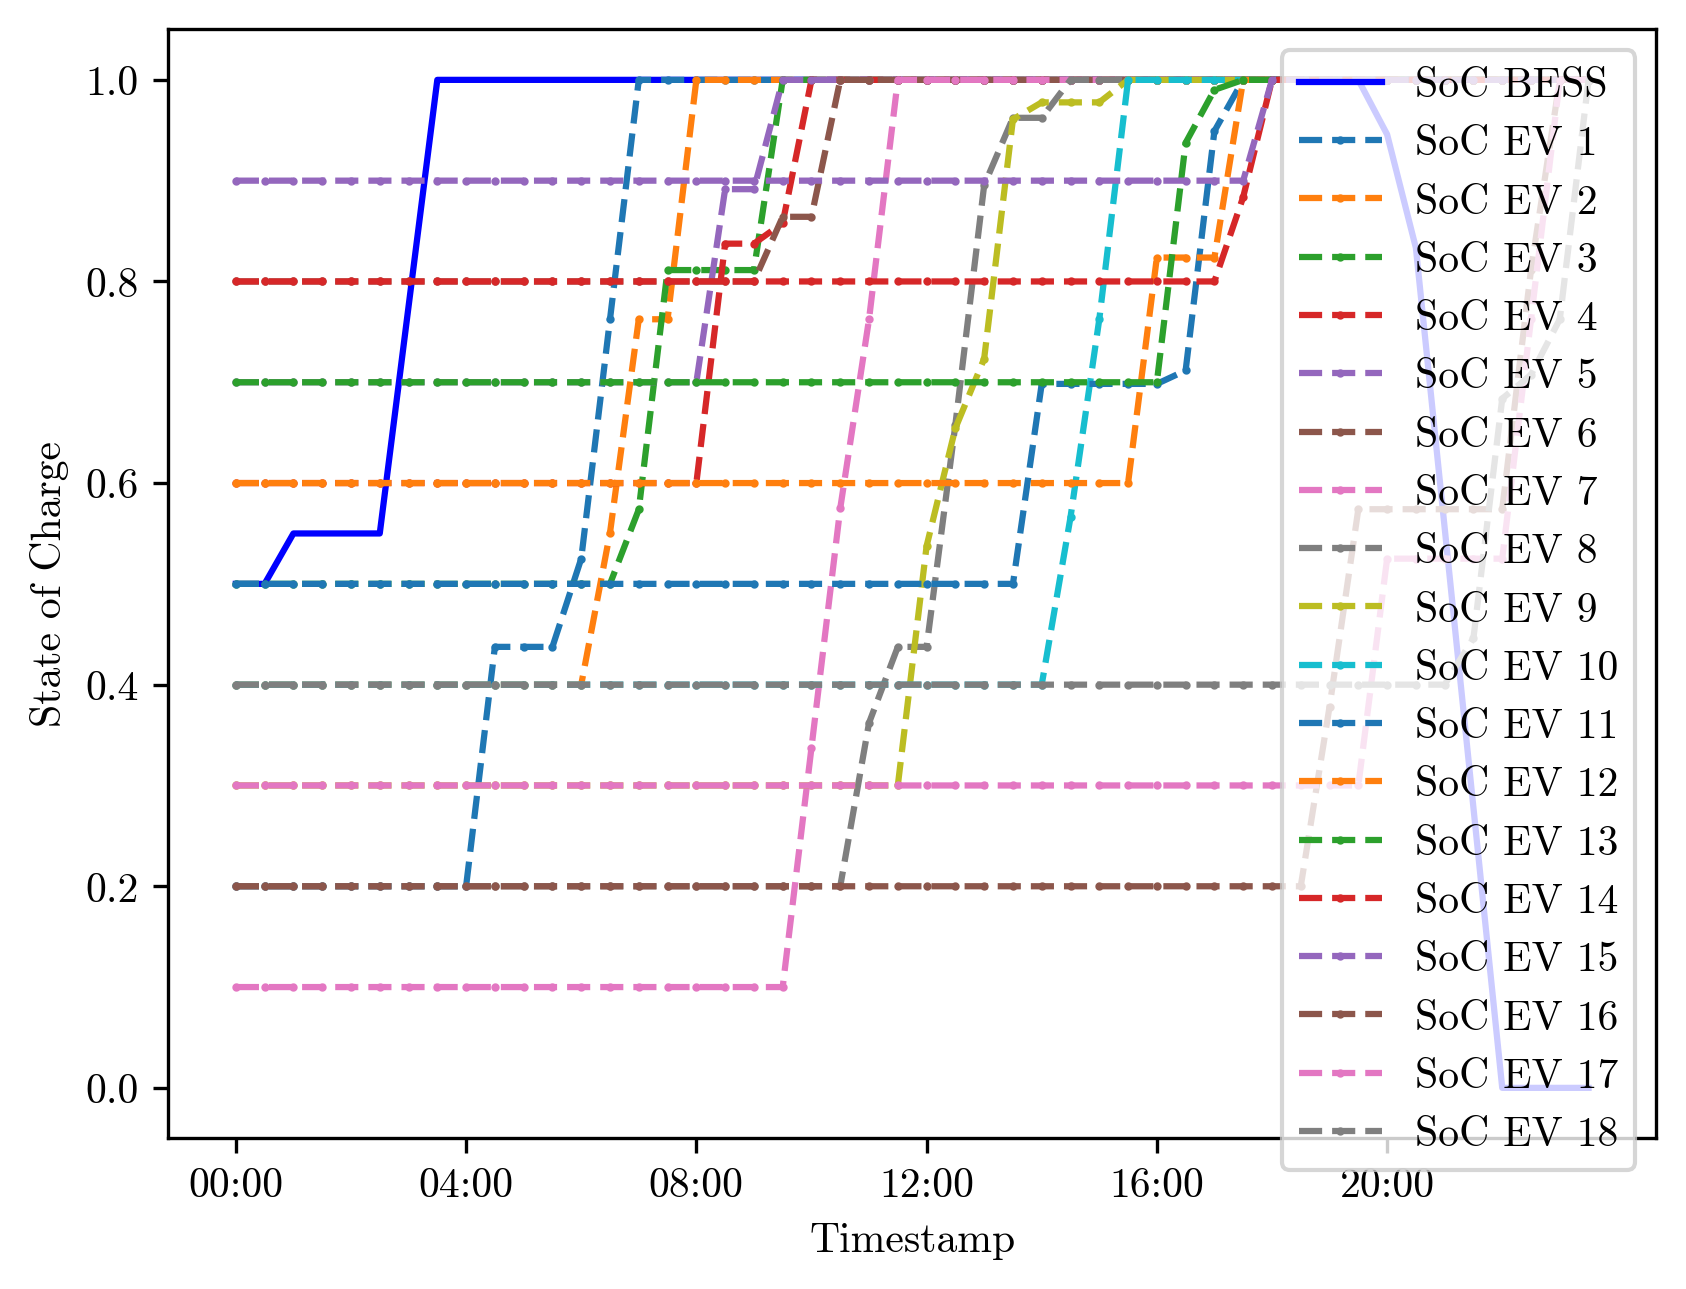 1.0
0.8
0.6
0.4
0.2
0.0
State of Charge
00:00 04:00 08:00 12:00 16:00 20:00
Timestamp
SoC BESS
SoC EV 1
SoC EV 2
SoC EV 3
SoC EV 4
SoC EV 5
SoC EV 6
SoC EV 7
SoC EV 8
SoC EV 9
SoC EV 10
SoC EV 11
SoC EV 12
SoC EV 13
SoC EV 14
SoC EV 15
SoC EV 16
SoC EV 17
SoC EV 18